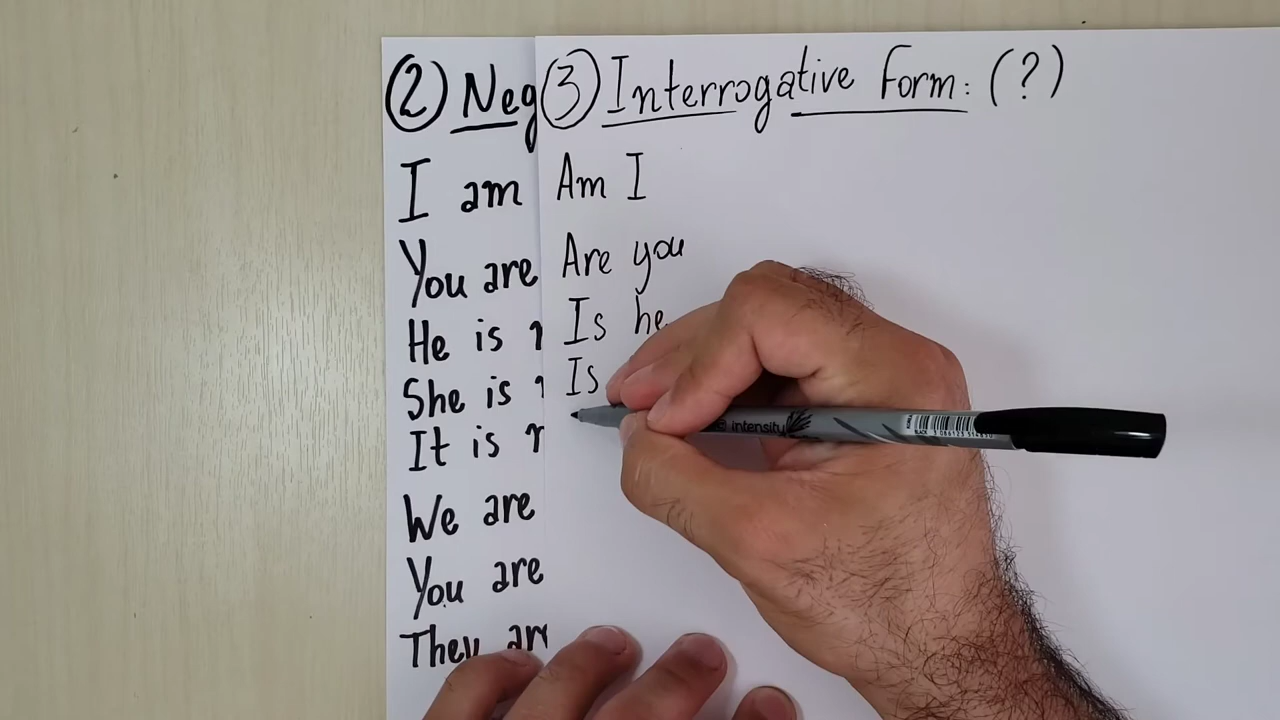 ② Neg
I am
You are
He is
She is
It is
We are
You are
They
③ Interrogative Form: (?)
Am I
Are you
Is he
Is
intensity